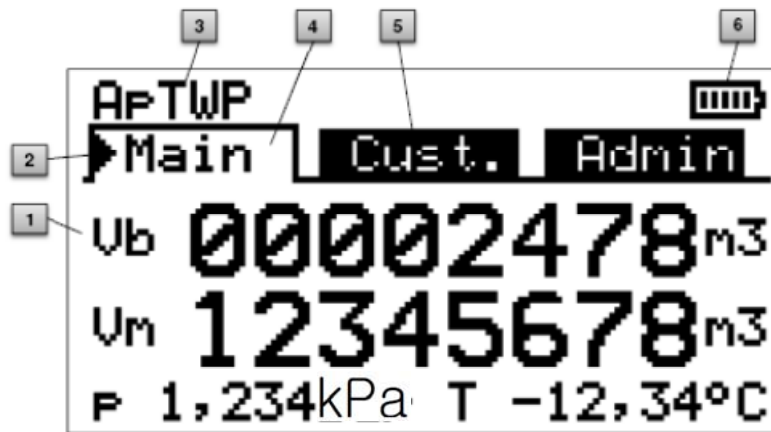 3 4 5 6
ApTWP
2 Main Cust. Admin
1 Vb 00002478 m3
Vm 12345678 m3
p 1,234kPa T -12,34°C